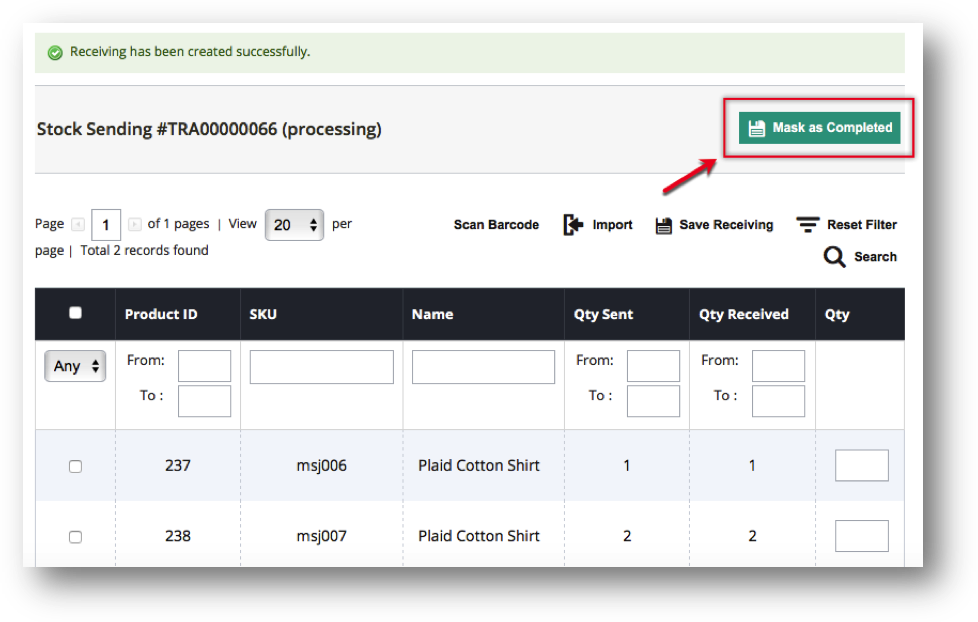 Receiving has been created successfully.
Stock Sending #TRA00000066 (processing)
Mask as Completed
Page 1 of 1 pages | View 20 per
page | Total 2 records found
Scan Barcode Import Save Receiving Reset Filter
Search
Product ID SKU Name Qty Sent Qty Received Qty
Any From: From: From:
To : To : To :
237 msj006 Plaid Cotton Shirt 1 1
238 msj007 Plaid Cotton Shirt 2 2